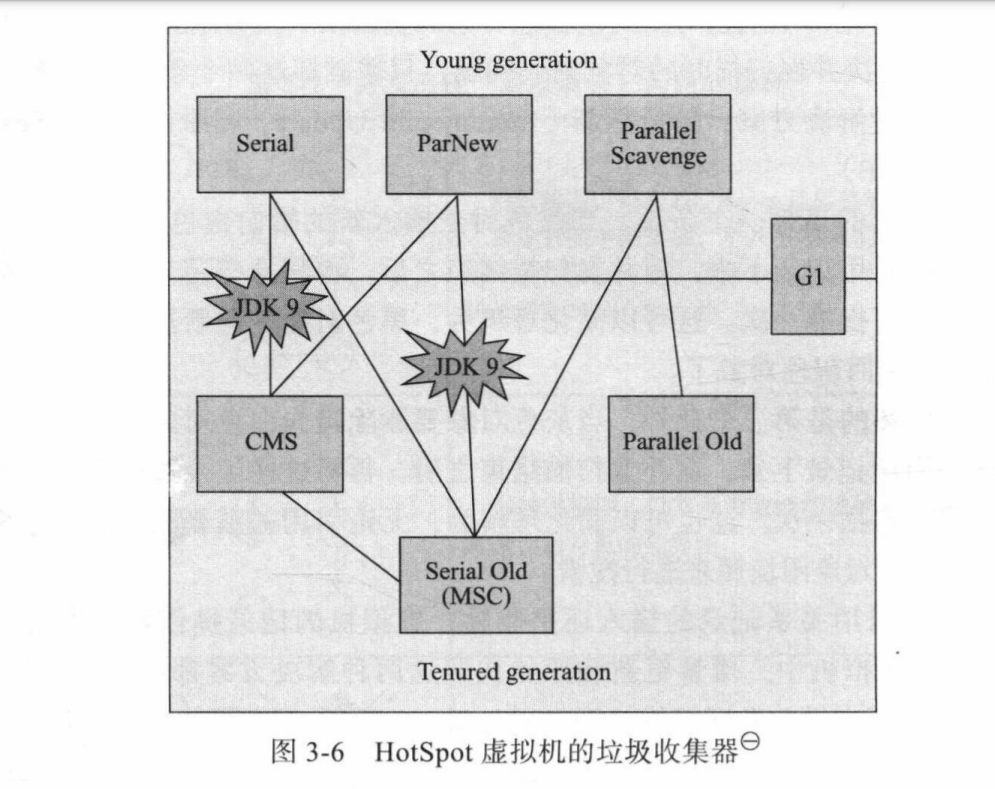 Young generation
Serial
ParNew
Parallel
Scavenge
G1
JDK 9
JDK 9
CMS
Parallel Old
Serial Old
(MSC)
Tenured generation
图 3-6 HotSpot 虚拟机的垃圾收集器㊀